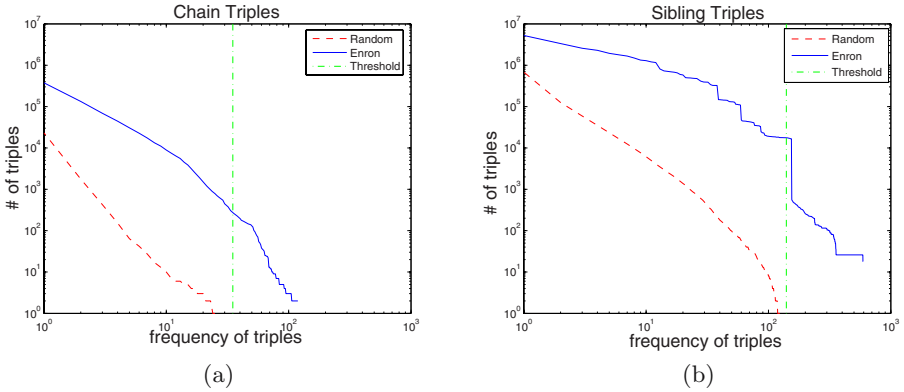 Chain Triples
# of triples
10^7
10^6
10^5
10^4
10^3
10^2
10^1
10^0
Random
Enron
Threshold
10^0 10^1 10^2 10^3
frequency of triples
(a)
Sibling Triples
# of triples
10^7
10^6
10^5
10^4
10^3
10^2
10^1
10^0
Random
Enron
Threshold
10^0 10^1 10^2 10^3
frequency of triples
(b)